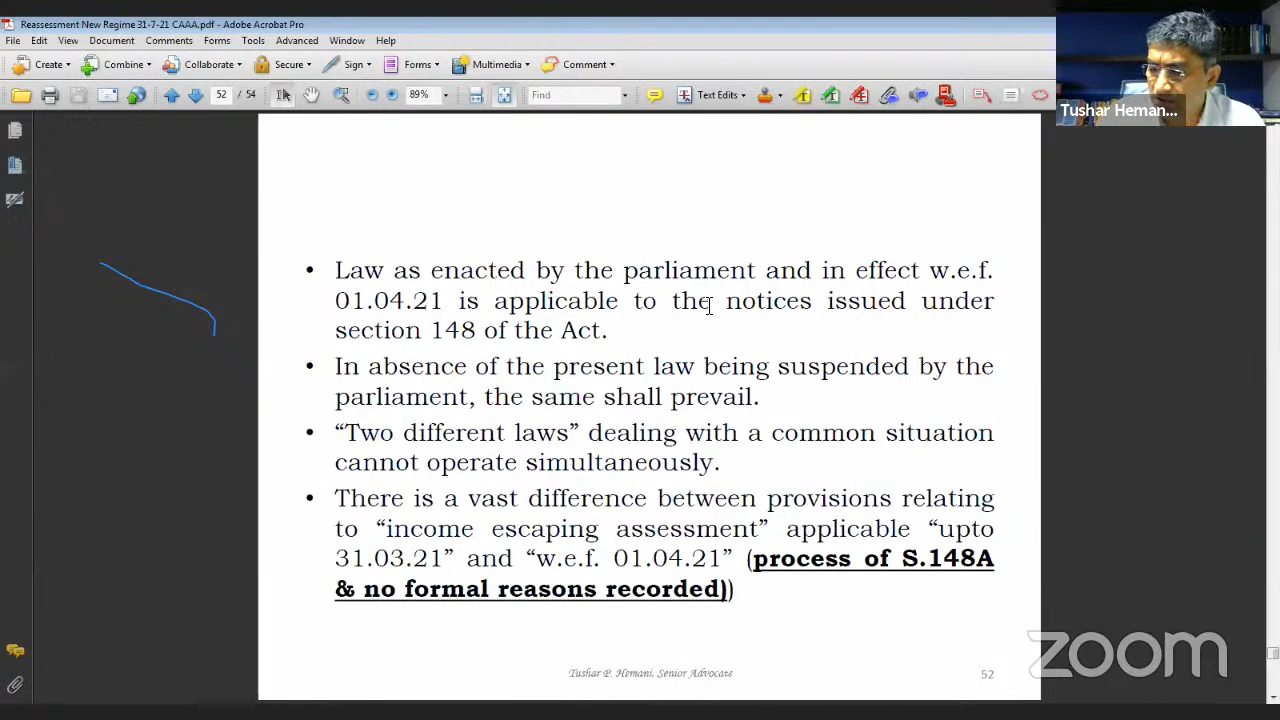 Reassessment New Regime 31-7-21 CAAA.pdf - Adobe Acrobat Pro
File Edit View Document Comments Forms Tools Advanced Window Help
Create Combine Collaborate Secure Sign Forms Multimedia Comment
52 / 54 89% Find Text Edits
Tushar Heman...
• Law as enacted by the parliament and in effect w.e.f.
01.04.21 is applicable to the notices issued under
section 148 of the Act.
• In absence of the present law being suspended by the
parliament, the same shall prevail.
• “Two different laws” dealing with a common situation
cannot operate simultaneously.
• There is a vast difference between provisions relating
to “income escaping assessment” applicable “upto
31.03.21” and “w.e.f. 01.04.21” (process of S.148A
& no formal reasons recorded))
Tushar P. Hemani, Senior Advocate
52
zoom